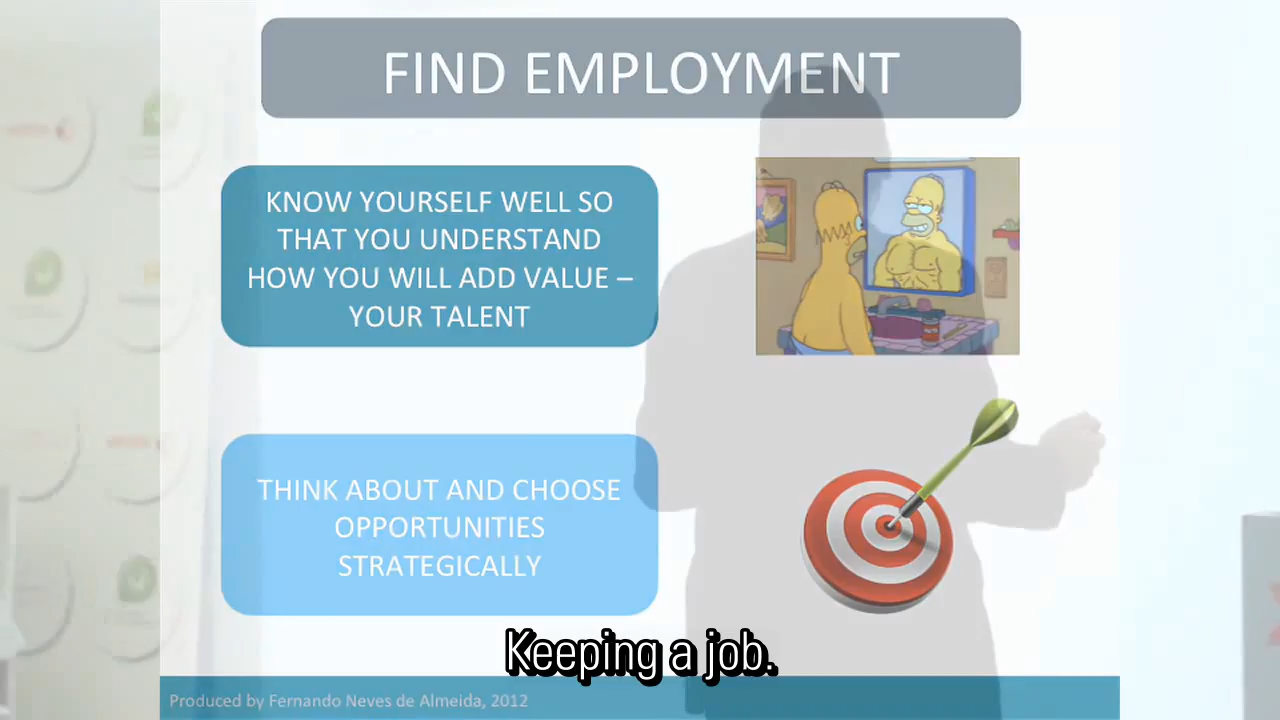 FIND EMPLOYMENT
KNOW YOURSELF WELL SO
THAT YOU UNDERSTAND
HOW YOU WILL ADD VALUE –
YOUR TALENT
THINK ABOUT AND CHOOSE
OPPORTUNITIES
STRATEGICALLY
Keeping a job.
Produced by Fernando Neves de Almeida, 2012